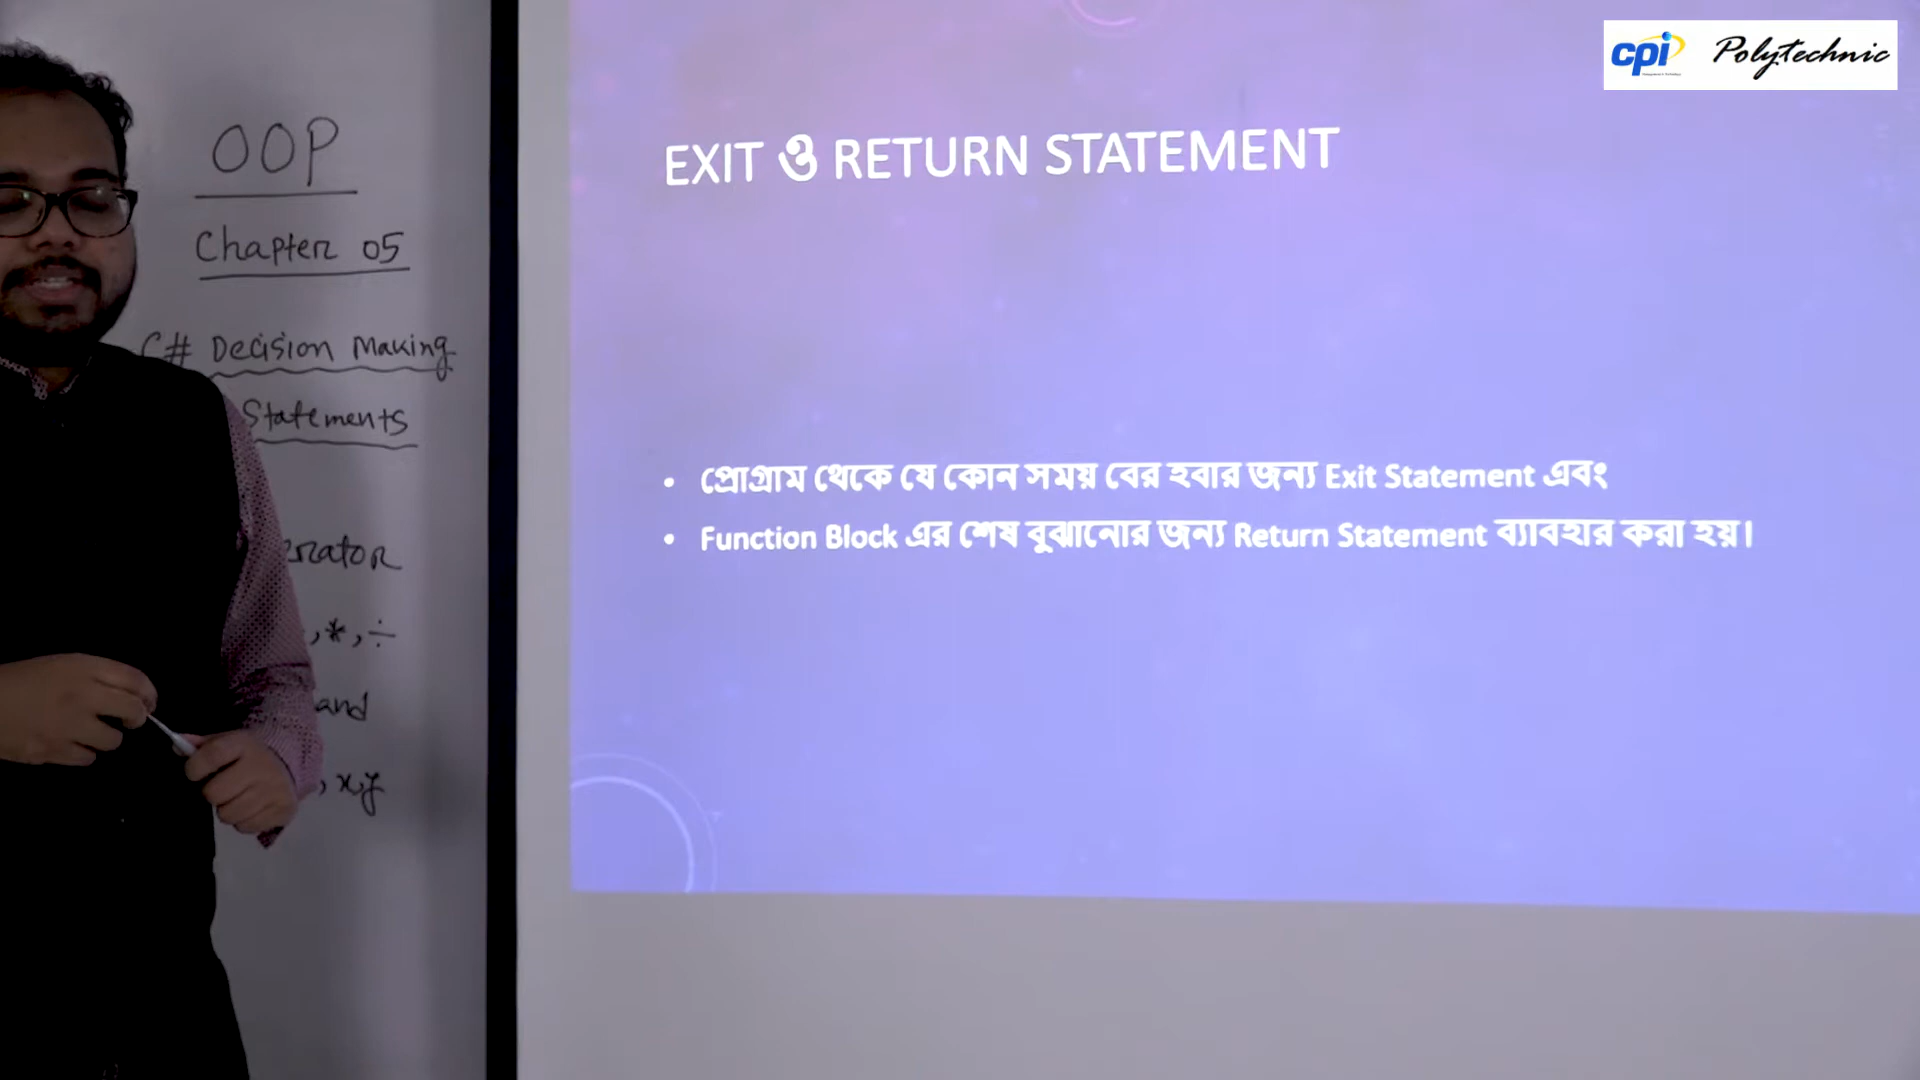 OOP
Chapter 05
C# Decision Making
Statements
,*,÷
and
, x,y
cpi Polytechnic
EXIT ও RETURN STATEMENT
• প্রোগ্রাম থেকে যে কোন সময় বের হবার জন্য Exit Statement এবং
• Function Block এর শেষ বুঝানোর জন্য Return Statement ব্যাবহার করা হয়।